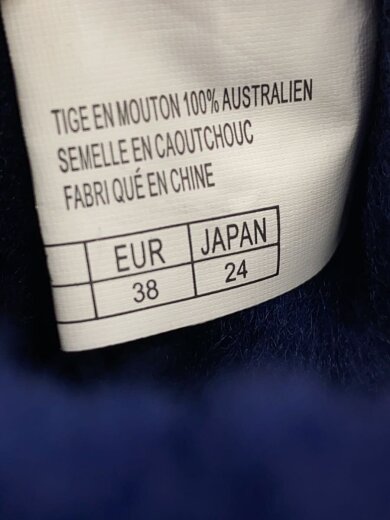 TIGE EN MOUTON 100% AUSTRALIEN
SEMELLE EN CAOUTCHOUC
FABRI QUÉ EN CHINE
EUR JAPAN
38 24